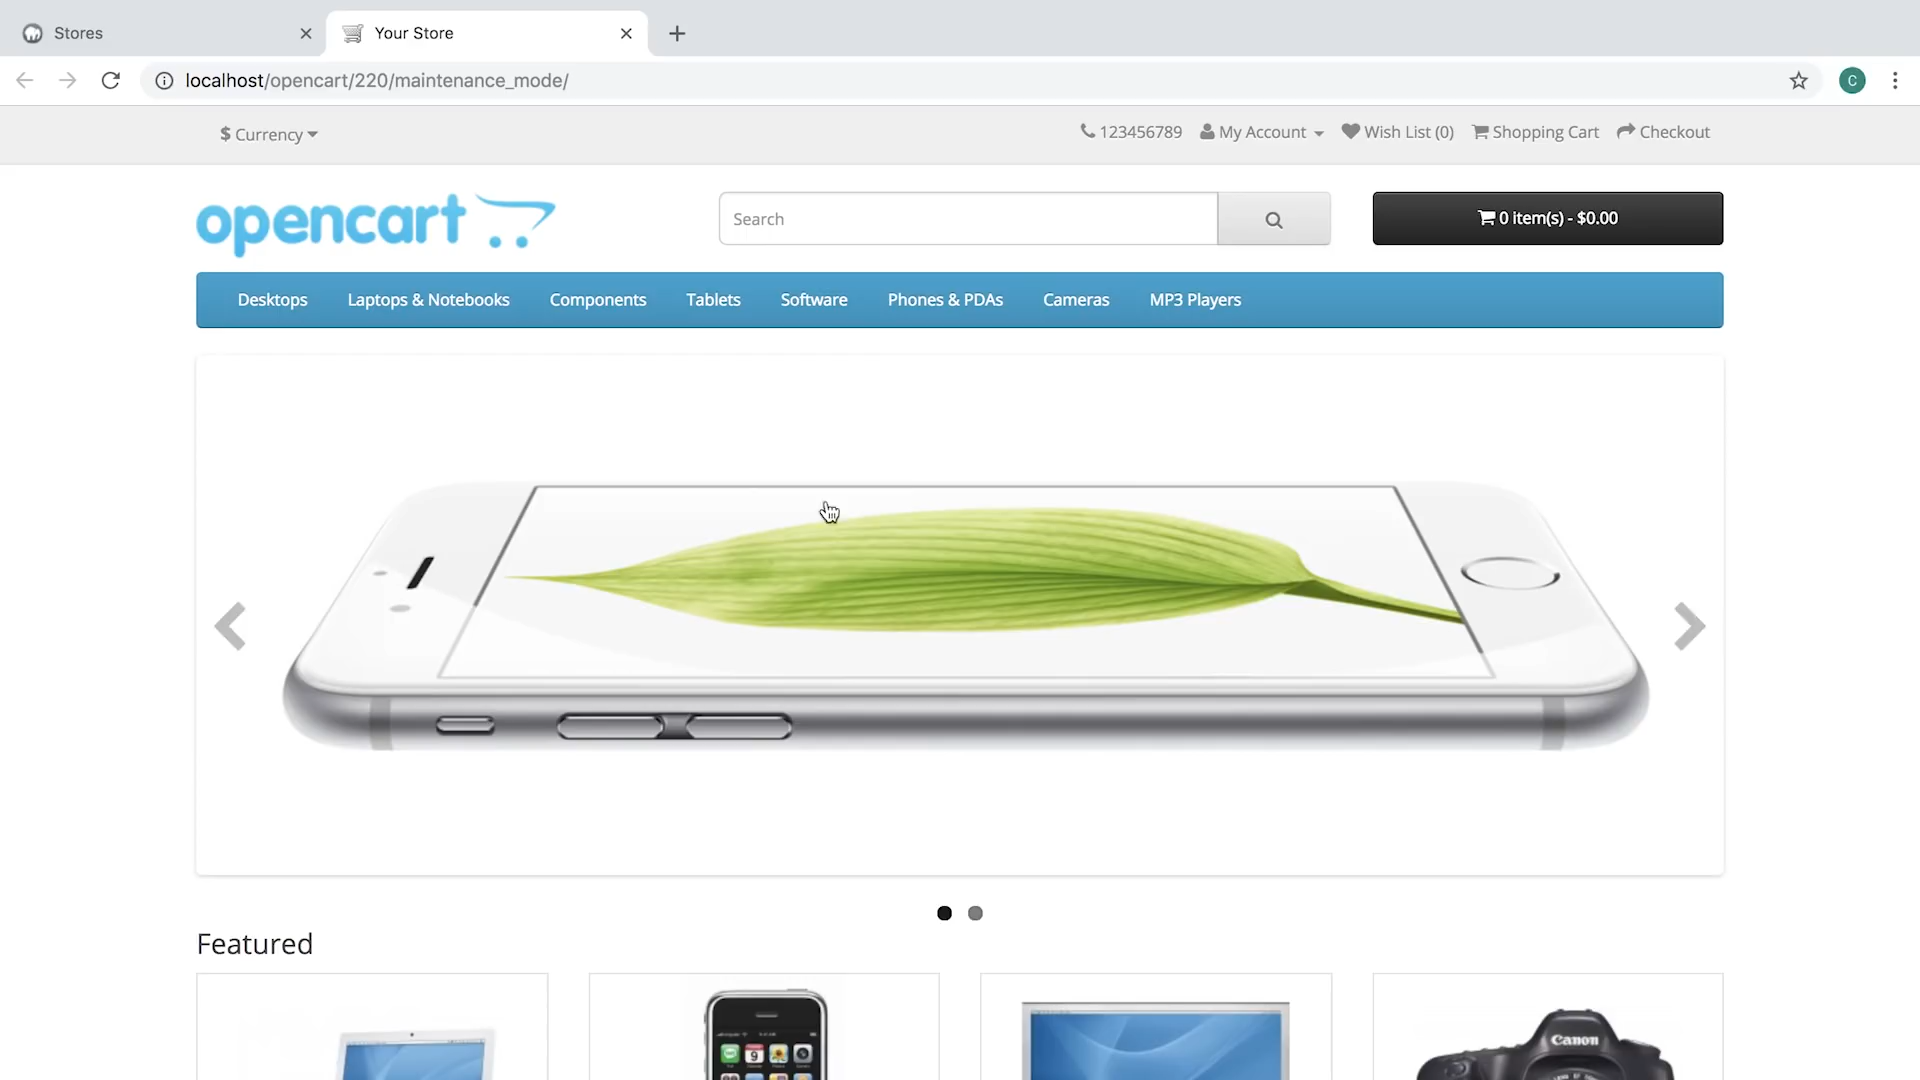 Stores
Your Store
localhost/opencart/220/maintenance_mode/
C
$ Currency
123456789
My Account
Wish List (0)
Shopping Cart
Checkout
opencart
Search
0 item(s) - $0.00
Desktops
Laptops & Notebooks
Components
Tablets
Software
Phones & PDAs
Cameras
MP3 Players
Featured
9
Canon